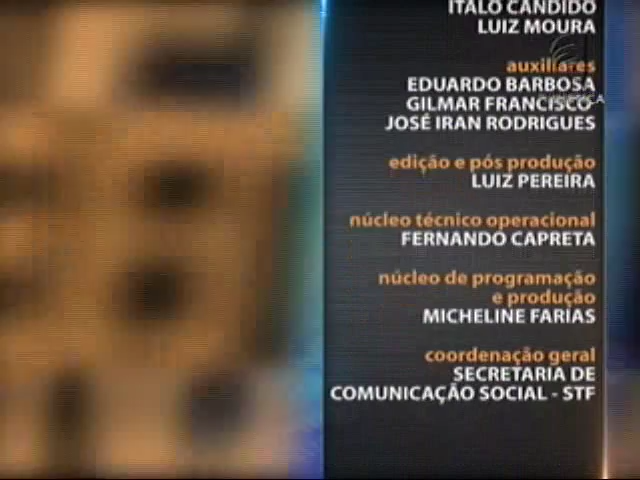 ITALO CANDIDO
LUIZ MOURA
auxiliares
EDUARDO BARBOSA
GILMAR FRANCISCO
JOSÉ IRAN RODRIGUES
edição e pós produção
LUIZ PEREIRA
núcleo técnico operacional
FERNANDO CAPRETA
núcleo de programação
e produção
MICHELINE FARIAS
coordenação geral
SECRETARIA DE
COMUNICAÇÃO SOCIAL - STF